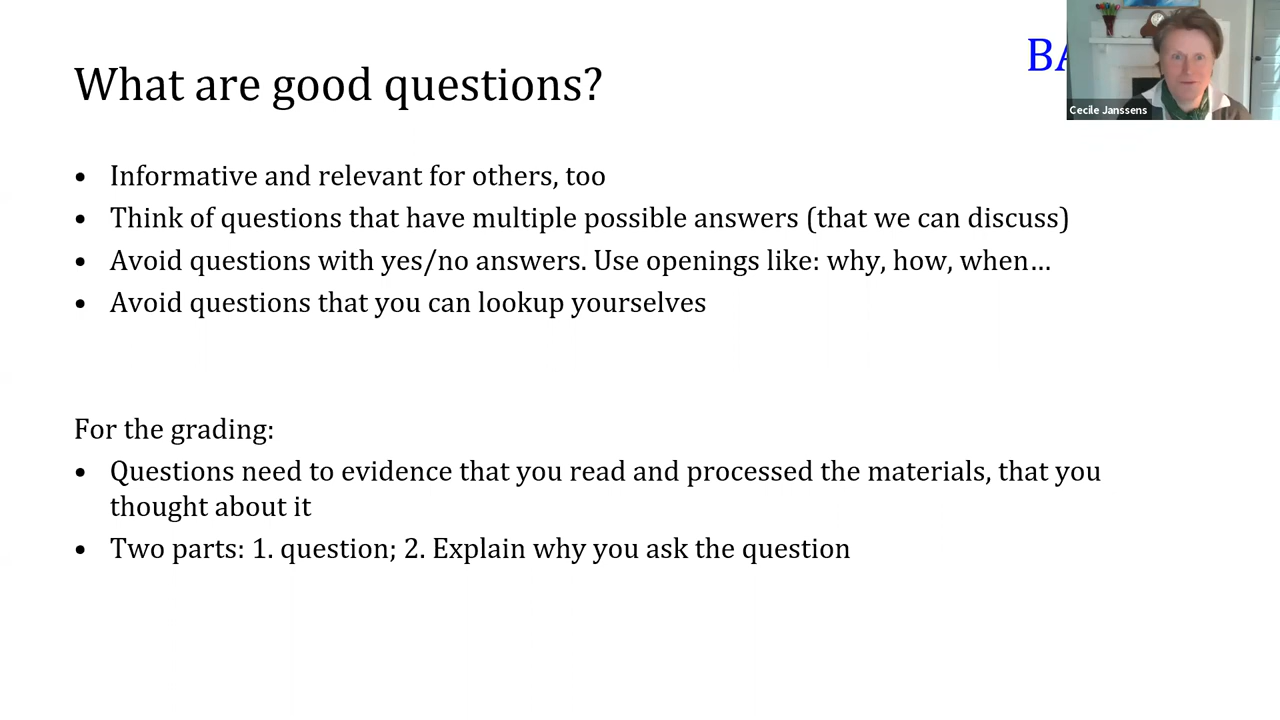 What are good questions?
BA
Cecile Janssens
• Informative and relevant for others, too
• Think of questions that have multiple possible answers (that we can discuss)
• Avoid questions with yes/no answers. Use openings like: why, how, when…
• Avoid questions that you can lookup yourselves
For the grading:
• Questions need to evidence that you read and processed the materials, that you
thought about it
• Two parts: 1. question; 2. Explain why you ask the question